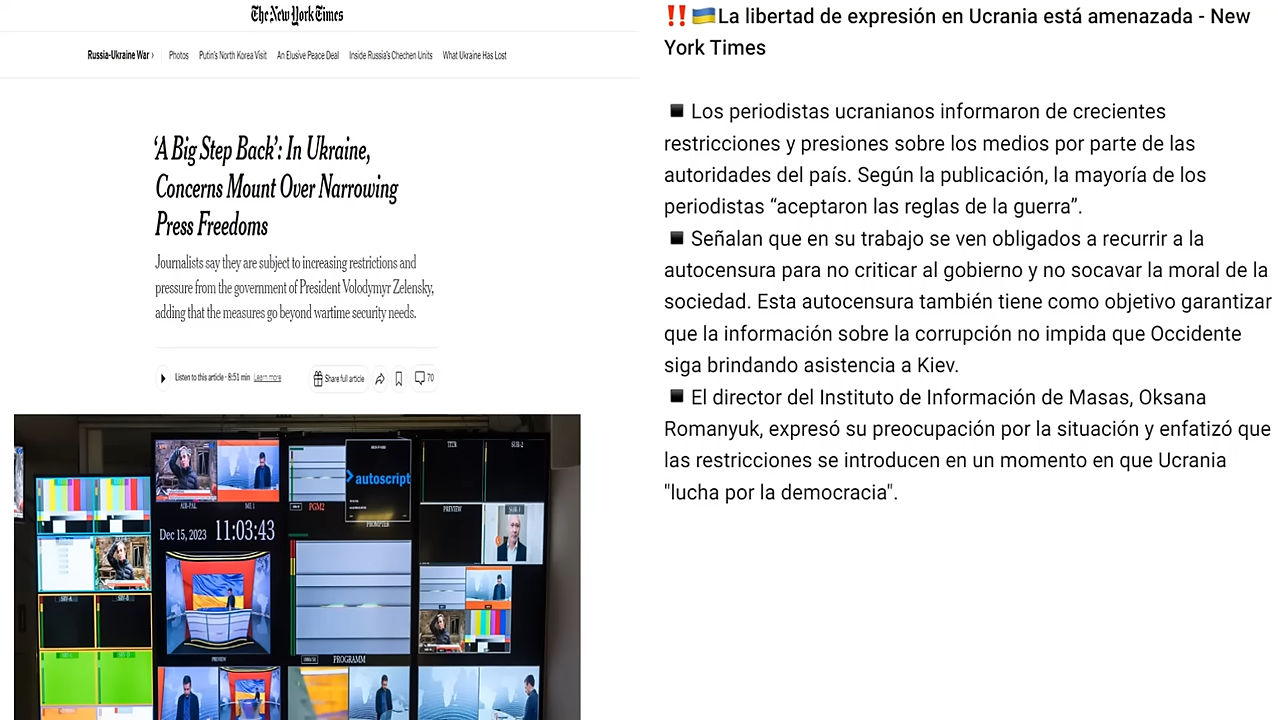 The New York Times
Russia-Ukraine War › Photos Putin's North Korea Visit An Elusive Peace Deal Inside Russia's Chechen Units What Ukraine Has Lost
‘A Big Step Back’: In Ukraine,
Concerns Mount Over Narrowing
Press Freedoms
Journalists say they are subject to increasing restrictions and
pressure from the government of President Volodymyr Zelensky,
adding that the measures go beyond wartime security needs.
Listen to this article · 8:51 min Learn more Share full article 70
autoscript
AIR-PAL ME 1 PGM2 PROMPTER
Dec 15, 2023 11:03:43
PREVIEW
PREVIEW PROGRAMM
‼️🇺🇦La libertad de expresión en Ucrania está amenazada - New
York Times
◾ Los periodistas ucranianos informaron de crecientes
restricciones y presiones sobre los medios por parte de las
autoridades del país. Según la publicación, la mayoría de los
periodistas “aceptaron las reglas de la guerra”.
◾ Señalan que en su trabajo se ven obligados a recurrir a la
autocensura para no criticar al gobierno y no socavar la moral de la
sociedad. Esta autocensura también tiene como objetivo garantizar
que la información sobre la corrupción no impida que Occidente
siga brindando asistencia a Kiev.
◾ El director del Instituto de Información de Masas, Oksana
Romanyuk, expresó su preocupación por la situación y enfatizó que
las restricciones se introducen en un momento en que Ucrania
"lucha por la democracia".